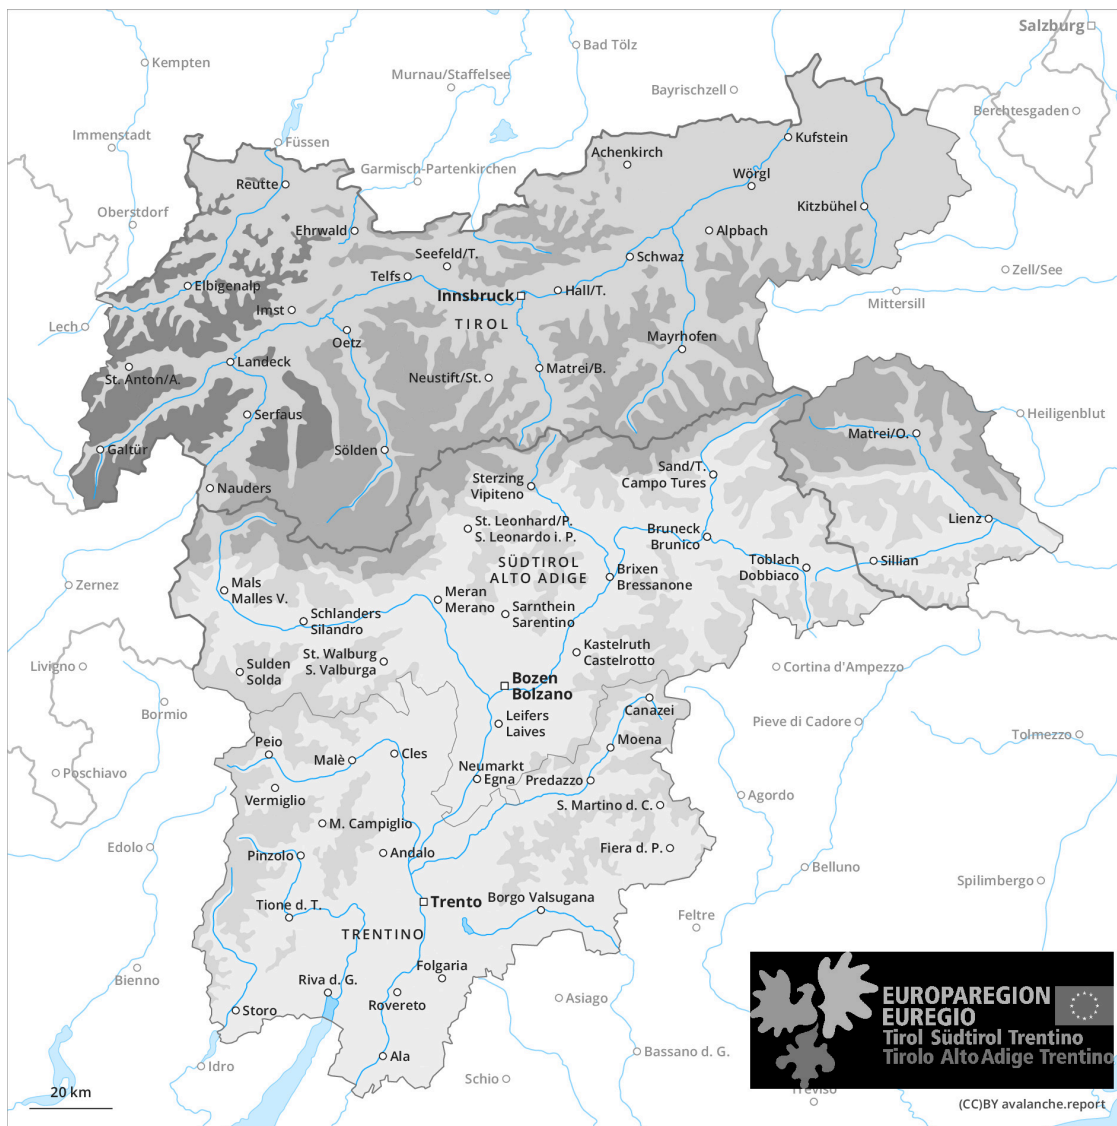 Salzburg
Bad Tölz
Kempten
Murnau/Staffelsee
Bayrischzell
Berchtesgaden
Immenstadt
Füssen
Kufstein
Achenkirch
Garmisch-Partenkirchen
Wörgl
Reutte
Kitzbühel
Oberstdorf
Ehrwald
Alpbach
Seefeld/T.
Schwaz
Zell/See
Telfs
Elbigenalp
Innsbruck
Hall/T.
Mittersill
Imst
TIROL
Lech
Oetz
Mayrhofen
Landeck
Matrei/B.
St. Anton/A.
Neustift/St.
Serfaus
Heiligenblut
Matrei/O.
Galtür
Sölden
Sand/T.
Campo Tures
Sterzing
Vipiteno
Nauders
Lienz
St. Leonhard/P.
S. Leonardo i. P.
Bruneck
Brunico
SÜDTIROL
ALTO ADIGE
Toblach
Dobbiaco
Sillian
Brixen
Bressanone
Zernez
Mals
Malles V.
Meran
Merano
Schlanders
Silandro
Sarnthein
Sarentino
Kastelruth
Castelrotto
St. Walburg
S. Valburga
Livigno
Sulden
Solda
Cortina d'Ampezzo
Bozen
Bolzano
Bormio
Canazei
Leifers
Laives
Pieve di Cadore
Tolmezzo
Peio
Moena
Malè
Cles
Poschiavo
Neumarkt
Egna
Predazzo
Vermiglio
Agordo
S. Martino d. C.
M. Campiglio
Edolo
Pinzolo
Andalo
Fiera d. P.
Belluno
Spilimbergo
Trento
Borgo Valsugana
Tione d. T.
Feltre
TRENTINO
Bienno
Folgaria
Riva d. G.
Rovereto
Asiago
Storo
EUROPAREGION
EUREGIO
Tirol Südtirol Trentino
Tirolo Alto Adige Trentino
Ala
Bassano d. G.
Idro
Schio
Treviso
20 km
(CC)BY avalanche.report